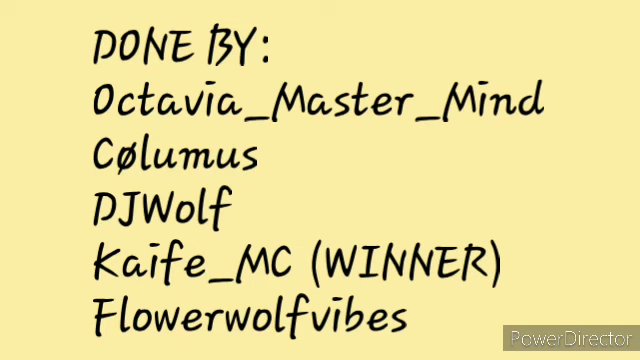 DONE BY:
Octavia_Master_Mind
Cølumus
DJWolf
Kaife_MC (WINNER)
Flowerwolfvibes
PowerDirector